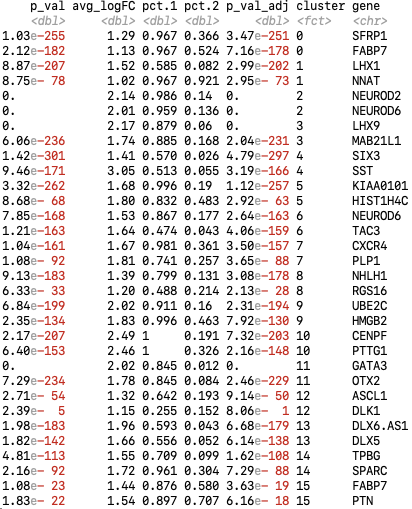 p_val avg_logFC pct.1 pct.2 p_val_adj cluster gene
<dbl> <dbl> <dbl> <dbl> <dbl> <fct> <chr>
1.03e-255 1.29 0.967 0.366 3.47e-251 0 SFRP1
2.12e-182 1.13 0.967 0.524 7.16e-178 0 FABP7
8.87e-207 1.52 0.585 0.082 2.99e-202 1 LHX1
8.75e- 78 1.02 0.967 0.921 2.95e- 73 1 NNAT
0. 2.14 0.986 0.14 0. 2 NEUROD2
0. 2.01 0.959 0.136 0. 2 NEUROD6
0. 2.17 0.879 0.06 0. 3 LHX9
6.06e-236 1.74 0.885 0.168 2.04e-231 3 MAB21L1
1.42e-301 1.41 0.570 0.026 4.79e-297 4 SIX3
9.46e-171 3.05 0.513 0.055 3.19e-166 4 SST
3.32e-262 1.68 0.996 0.19 1.12e-257 5 KIAA0101
8.68e- 68 1.80 0.832 0.483 2.92e- 63 5 HIST1H4C
7.85e-168 1.53 0.867 0.177 2.64e-163 6 NEUROD6
1.21e-163 1.64 0.474 0.043 4.06e-159 6 TAC3
1.04e-161 1.67 0.981 0.361 3.50e-157 7 CXCR4
1.08e- 92 1.81 0.741 0.257 3.65e- 88 7 PLP1
9.13e-183 1.39 0.799 0.131 3.08e-178 8 NHLH1
6.33e- 33 1.20 0.488 0.214 2.13e- 28 8 RGS16
6.84e-199 2.02 0.911 0.16 2.31e-194 9 UBE2C
2.35e-134 1.83 0.996 0.463 7.92e-130 9 HMGB2
2.17e-207 2.49 1 0.191 7.32e-203 10 CENPF
6.40e-153 2.46 1 0.326 2.16e-148 10 PTTG1
0. 2.02 0.845 0.012 0. 11 GATA3
7.29e-234 1.78 0.845 0.084 2.46e-229 11 OTX2
2.71e- 54 1.32 0.642 0.193 9.14e- 50 12 ASCL1
2.39e- 5 1.15 0.255 0.152 8.06e- 1 12 DLK1
1.98e-183 1.96 0.593 0.043 6.68e-179 13 DLX6.AS1
1.82e-142 1.66 0.556 0.052 6.14e-138 13 DLX5
4.81e-113 1.55 0.709 0.099 1.62e-108 14 TPBG
2.16e- 92 1.72 0.961 0.304 7.29e- 88 14 SPARC
1.08e- 23 1.44 0.876 0.580 3.63e- 19 15 FABP7
1.83e- 22 1.54 0.897 0.707 6.16e- 18 15 PTN